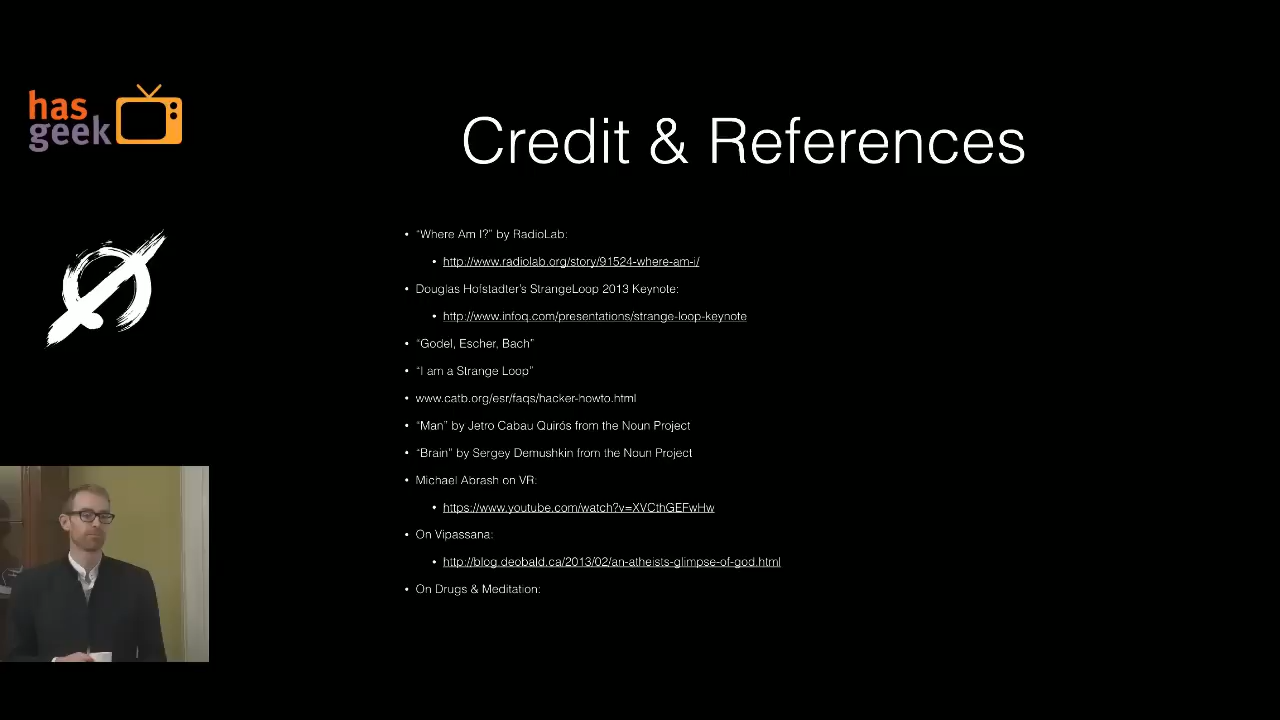 has
geek
Credit & References
• “Where Am I?” by RadioLab:
• http://www.radiolab.org/story/91524-where-am-i/
• Douglas Hofstadter’s StrangeLoop 2013 Keynote:
• http://www.infoq.com/presentations/strange-loop-keynote
• “Godel, Escher, Bach”
• “I am a Strange Loop”
• www.catb.org/esr/faqs/hacker-howto.html
• “Man” by Jetro Cabau Quirós from the Noun Project
• “Brain” by Sergey Demushkin from the Noun Project
• Michael Abrash on VR:
• https://www.youtube.com/watch?v=XVCthGEFwHw
• On Vipassana:
• http://blog.deobald.ca/2013/02/an-atheists-glimpse-of-god.html
• On Drugs & Meditation: